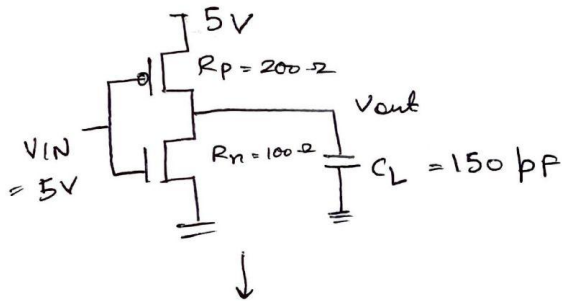 5V
Rp = 200 Ω
Vout
VIN
= 5V
Rn = 100 Ω
CL = 150 pF